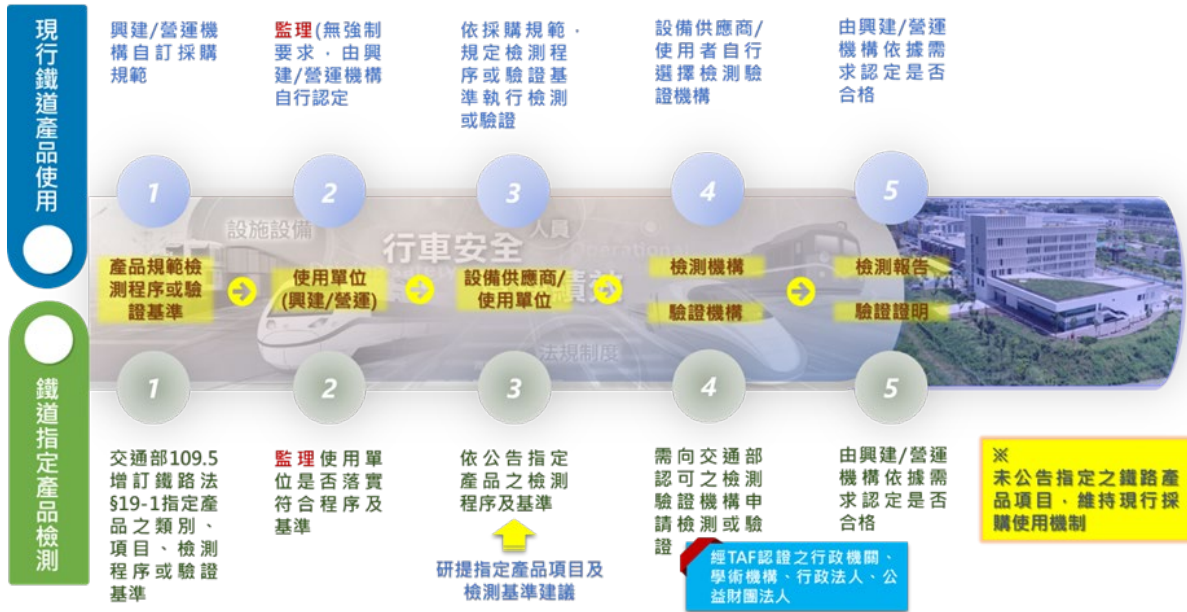 現行鐵道產品使用
興建/營運機
構自訂採購
規範
監理(無強制
要求，由興
建/營運機構
自行認定
依採購規範，
規定檢測程
序或驗證基
準執行檢測
或驗證
設備供應商/
使用者自行
選擇檢測驗
證機構
由興建/營運
機構依據需
求認定是否
合格
1
2
3
4
5
設施設備
行車安全
人員
Operational
產品規範檢
測程序或驗
證基準
使用單位
(興建/營運)
設備供應商/
使用單位
檢測機構
驗證機構
檢測報告
驗證證明
法規制度
鐵道指定產品檢測
1
2
3
4
5
交通部109.5
增訂鐵路法
§19-1指定產
品之類別、
項目、檢測
程序或驗證
基準
監理使用單
位是否落實
符合程序及
基準
依公告指定
產品之檢測
程序及基準
研提指定產品項目及
檢測基準建議
需向交通部
認可之檢測
驗證機構申
請檢測或驗
證
經TAF認證之行政機關、
學術機構、行政法人、公
益財團法人
由興建/營運
機構依據需
求認定是否
合格
※
未公告指定之鐵路產
品項目，維持現行採
購使用機制